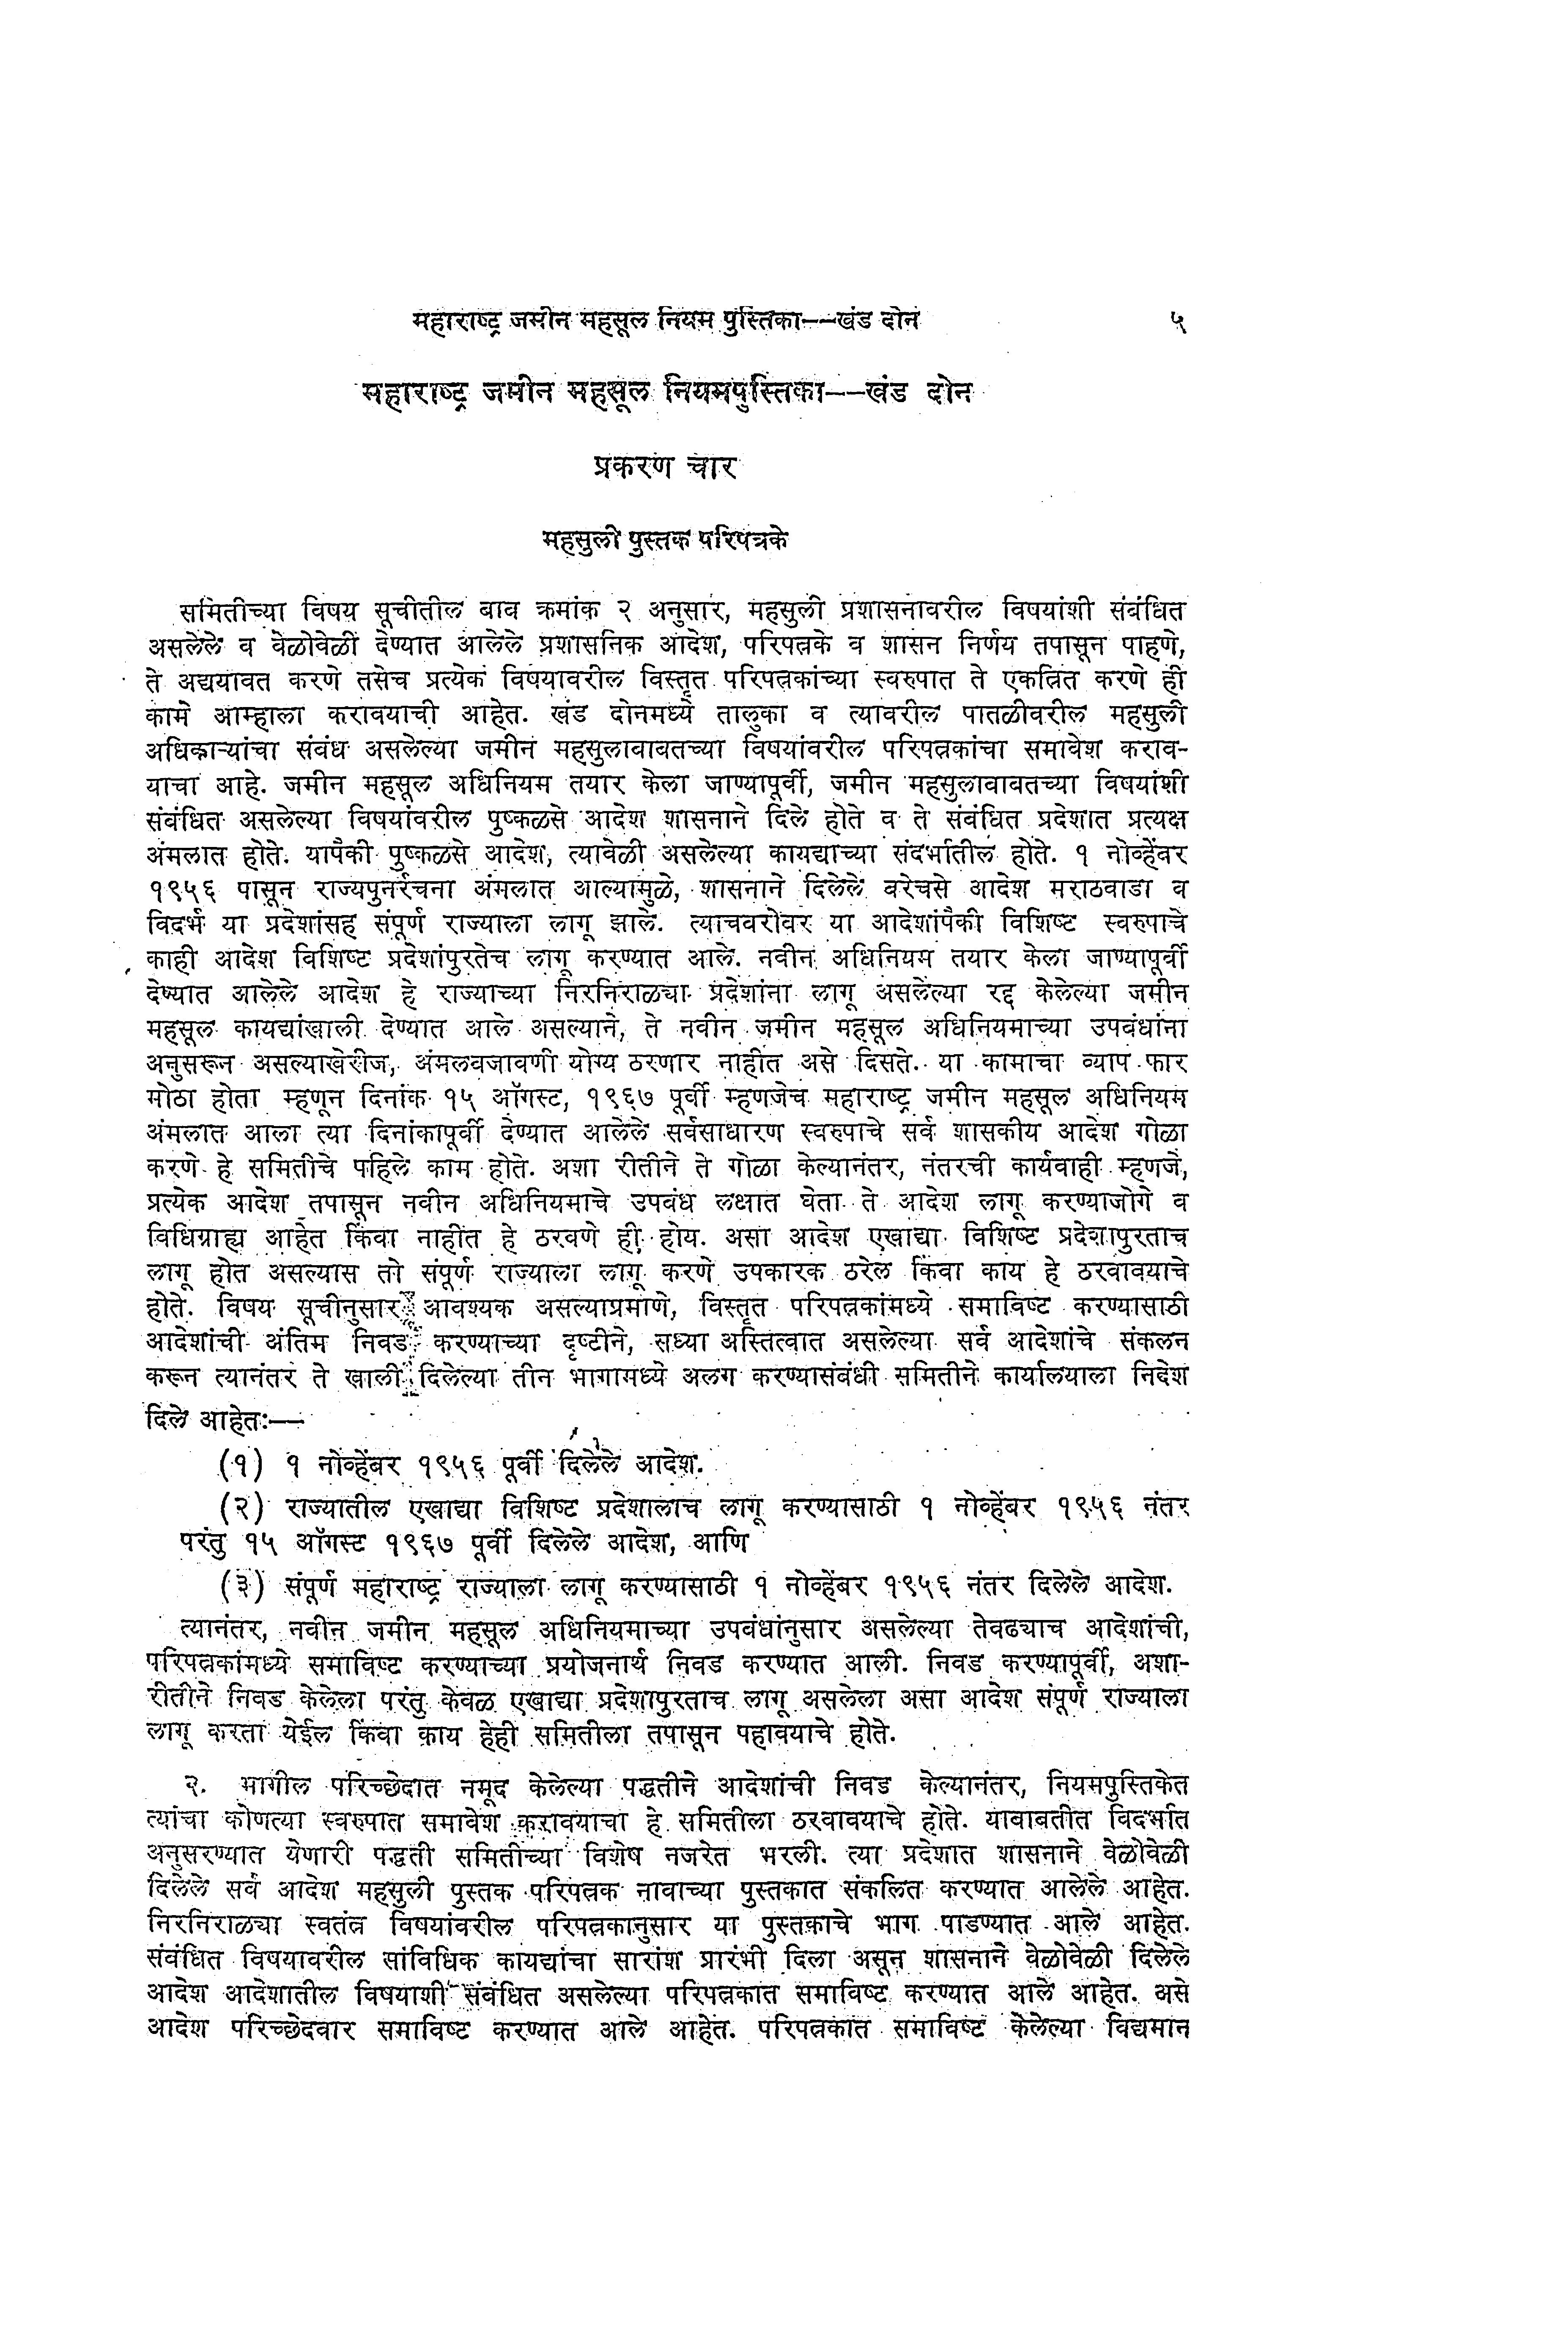 महाराष्ट्र जमीन महसूल नियम पुस्तिका--खंड दोन ५
महाराष्ट्र जमीन महसूल नियमपुस्तिका--खंड दोन
प्रकरण चार
महसुली पुस्तक परिपत्रके
समितीच्या विषय सूचीतील बाब क्रमांक २ अनुसार, महसुली प्रशासनावरील विषयांशी संबंधित
असलेले व वेळोवेळी देण्यात आलेले प्रशासनिक आदेश, परिपत्रके व शासन निर्णय तपासून पाहणे,
ते अद्ययावत करणे तसेच प्रत्येक विषयावरील विस्तृत परिपत्रकांच्या स्वरुपात ते एकत्रित करणे ही
कामे आम्हाला करावयाची आहेत. खंड दोनमध्ये तालुका व त्यावरील पातळीवरील महसुली
अधिकाऱ्यांचा संबंध असलेल्या जमीन महसुलाबाबतच्या विषयांवरील परिपत्रकांचा समावेश कराव-
याचा आहे. जमीन महसूल अधिनियम तयार केला जाण्यापूर्वी, जमीन महसुलाबाबतच्या विषयांशी
संबंधित असलेल्या विषयांवरील पुष्कळसे आदेश शासनाने दिले होते व ते संबंधित प्रदेशात प्रत्यक्ष
अंमलात होते. यापैकी पुष्कळसे आदेश, त्यावेळी असलेल्या कायद्याच्या संदर्भातील होते. १ नोव्हेंबर
१९५६ पासून राज्यपुनर्रचना अंमलात आल्यामुळे, शासनाने दिलेले बरेचसे आदेश मराठवाडा व
विदर्भ या प्रदेशांसह संपूर्ण राज्याला लागू झाले. त्याचबरोबर या आदेशांपैकी विशिष्ट स्वरुपाचे
काही आदेश विशिष्ट प्रदेशांपुरतेच लागू करण्यात आले. नवीन अधिनियम तयार केला जाण्यापूर्वी
देण्यात आलेले आदेश हे राज्याच्या निरनिराळ्या प्रदेशांना लागू असलेल्या रद्द केलेल्या जमीन
महसूल कायद्यांखाली देण्यात आले असल्याने, ते नवीन जमीन महसूल अधिनियमाच्या उपबंधांना
अनुसरून असल्याखेरीज, अंमलबजावणी योग्य ठरणार नाहीत असे दिसते. या कामाचा व्याप फार
मोठा होता म्हणून दिनांक १५ ऑगस्ट, १९६७ पूर्वी म्हणजेच महाराष्ट्र जमीन महसूल अधिनियम
अंमलात आला त्या दिनांकापूर्वी देण्यात आलेले सर्वसाधारण स्वरुपाचे सर्व शासकीय आदेश गोळा
करणे हे समितीचे पहिले काम होते. अशा रीतीने ते गोळा केल्यानंतर, नंतरची कार्यवाही म्हणजे,
प्रत्येक आदेश तपासून नवीन अधिनियमाचे उपबंध लक्षात घेता ते आदेश लागू करण्याजोगे व
विधिग्राह्य आहेत किंवा नाहीत हे ठरवणे ही होय. असा आदेश एखाद्या विशिष्ट प्रदेशापुरताच
लागू होत असल्यास तो संपूर्ण राज्याला लागू करणे उपकारक ठरेल किंवा काय हे ठरवावयाचे
होते. विषय सूचीनुसार आवश्यक असल्याप्रमाणे, विस्तृत परिपत्रकांमध्ये समाविष्ट करण्यासाठी
आदेशांची अंतिम निवड करण्याच्या दृष्टीने, सध्या अस्तित्वात असलेल्या सर्व आदेशांचे संकलन
करून त्यानंतर ते खाली दिलेल्या तीन भागामध्ये अलग करण्यासंबंधी समितीने कार्यालयाला निदेश
दिले आहेत:--
(१) १ नोव्हेंबर १९५६ पूर्वी दिलेले आदेश.
(२) राज्यातील एखाद्या विशिष्ट प्रदेशालाच लागू करण्यासाठी १ नोव्हेंबर १९५६ नंतर
परंतु १५ ऑगस्ट १९६७ पूर्वी दिलेले आदेश, आणि
(३) संपूर्ण महाराष्ट्र राज्याला लागू करण्यासाठी १ नोव्हेंबर १९५६ नंतर दिलेले आदेश.
त्यानंतर, नवीन जमीन महसूल अधिनियमाच्या उपबंधांनुसार असलेल्या तेवढ्याच आदेशांची,
परिपत्रकांमध्ये समाविष्ट करण्याच्या प्रयोजनार्थ निवड करण्यात आली. निवड करण्यापूर्वी, अशा-
रीतीने निवड केलेला परंतु केवळ एखाद्या प्रदेशापुरताच लागू असलेला असा आदेश संपूर्ण राज्याला
लागू करता येईल किंवा काय हेही समितीला तपासून पहावयाचे होते.
२. मागील परिच्छेदात नमूद केलेल्या पद्धतीने आदेशांची निवड केल्यानंतर, नियमपुस्तिकेत
त्यांचा कोणत्या स्वरुपात समावेश करावयाचा हे समितीला ठरवावयाचे होते. याबाबतीत विदर्भात
अनुसरण्यात येणारी पद्धती समितीच्या विशेष नजरेत भरली. त्या प्रदेशात शासनाने वेळोवेळी
दिलेले सर्व आदेश महसुली पुस्तक परिपत्रक नावाच्या पुस्तकात संकलित करण्यात आलेले आहेत.
निरनिराळ्या स्वतंत्र विषयांवरील परिपत्रकानुसार या पुस्तकाचे भाग पाडण्यात आले आहेत.
संबंधित विषयावरील सांविधिक कायद्यांचा सारांश प्रारंभी दिला असून शासनाने वेळोवेळी दिलेले
आदेश आदेशातील विषयाशी संबंधित असलेल्या परिपत्रकात समाविष्ट करण्यात आले आहेत. असे
आदेश परिच्छेदवार समाविष्ट करण्यात आले आहेत. परिपत्रकात समाविष्ट केलेल्या विद्यमान